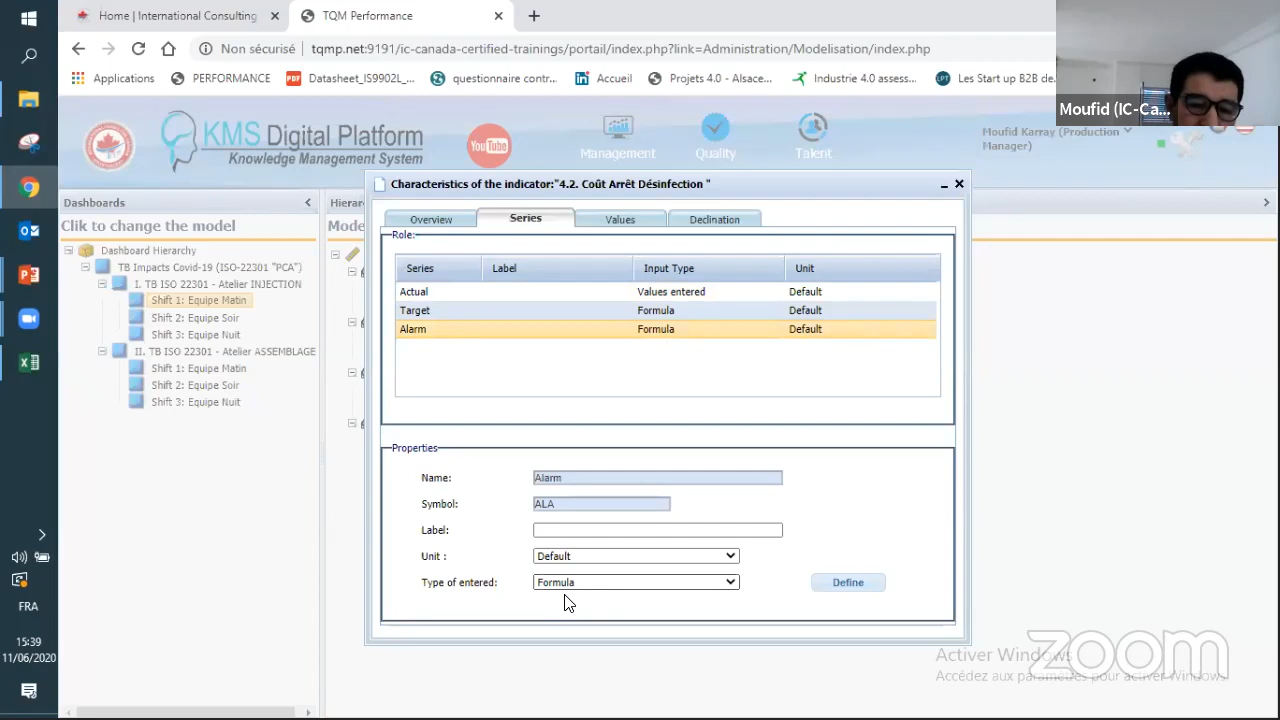 Home | International Consulting
TQM Performance
Non sécurisé
tqmp.net:9191/ic-canada-certified-trainings/portail/index.php?link=Administration/Modelisation/index.php
Applications
PERFORMANCE
PDF
Datasheet_IS9902L_...
questionnaire contr...
Accueil
Projets 4.0 - Alsace...
Industrie 4.0 assess...
LPT
Les Start up B2B de
Moufid (IC-Ca...
KMS Digital Platform
Knowledge Management System
YouTube
Management
Quality
Talent
Moufid Karray (Production
Manager)
Dashboards
Clik to change the model
Dashboard Hierarchy
TB Impacts Covid-19 (ISO-22301 "PCA")
I. TB ISO 22301 - Atelier INJECTION
Shift 1: Equipe Matin
Shift 2: Equipe Soir
Shift 3: Equipe Nuit
II. TB ISO 22301 - Atelier ASSEMBLAGE
Shift 1: Equipe Matin
Shift 2: Equipe Soir
Shift 3: Equipe Nuit
Hierar
Mode
Characteristics of the indicator:"4.2. Coût Arrêt Désinfection "
Overview
Series
Values
Declination
Role:
Series Label Input Type Unit
Actual Values entered Default
Target Formula Default
Alarm Formula Default
Properties
Name: Alarm
Symbol: ALA
Label:
Unit : Default
Type of entered: Formula
Define
FRA
15:39
11/06/2020
zoom
Activer Windows
Accédez aux paramètres pour activer Windows.